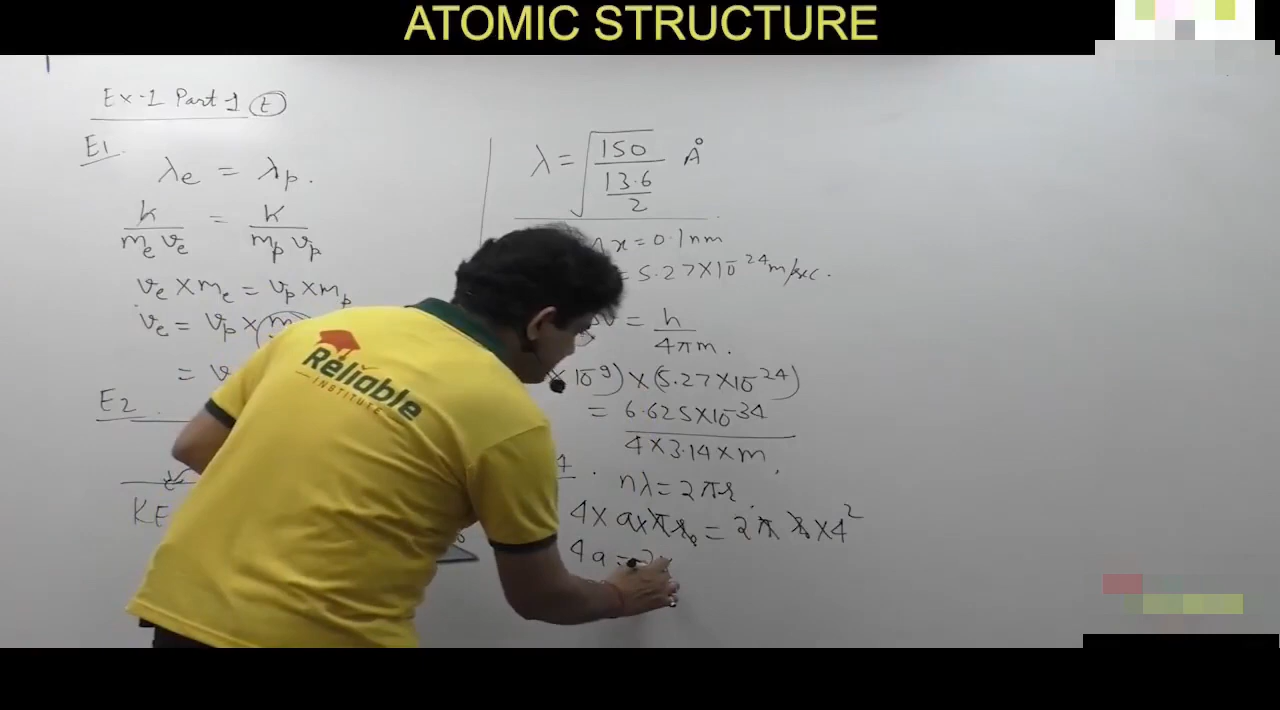 ATOMIC STRUCTURE
Ex-1 Part-1 (E)
E1.
λe = λp.
h/(me ve) = h/(mp vp)
ve × me = vp × mp
ve = vp ×
=
E2.
KE
λ = √(150/(13.6/2)) Å
x = 0.1 nm
= 5.27×10^-24 m/sec.
= h/(4πm).
× 10^-9) × (5.27×10^-24)
= 6.625×10^-34
4×3.14×m
nλ = 2πr
4× a×πr₀ = 2π r₀×4²
4a =
Reliable
INSTITUTE